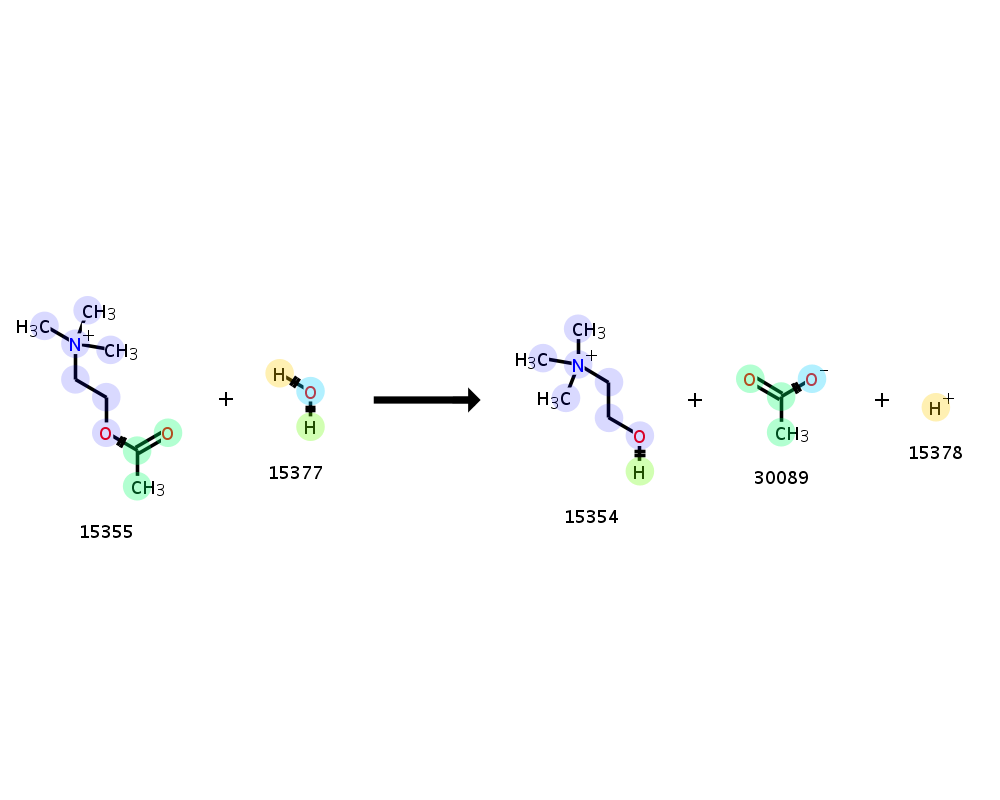 CH3
H3C
N+
CH3
O
O
CH3
15355
+
H
O
H
15377
CH3
H3C
N+
H3C
O
H
15354
+
O
O−
CH3
30089
+
H+
15378